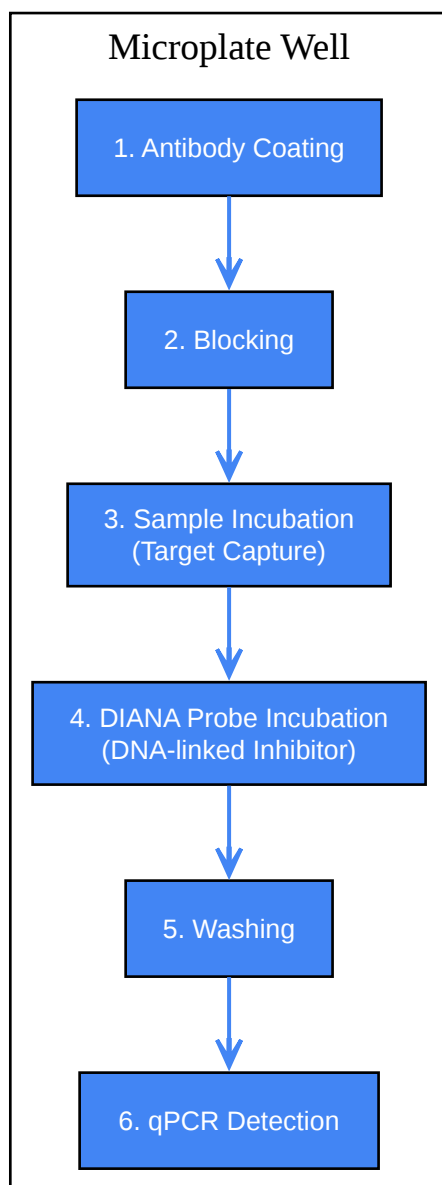 Microplate Well
1. Antibody Coating
2. Blocking
3. Sample Incubation
(Target Capture)
4. DIANA Probe Incubation
(DNA-linked Inhibitor)
5. Washing
6. qPCR Detection